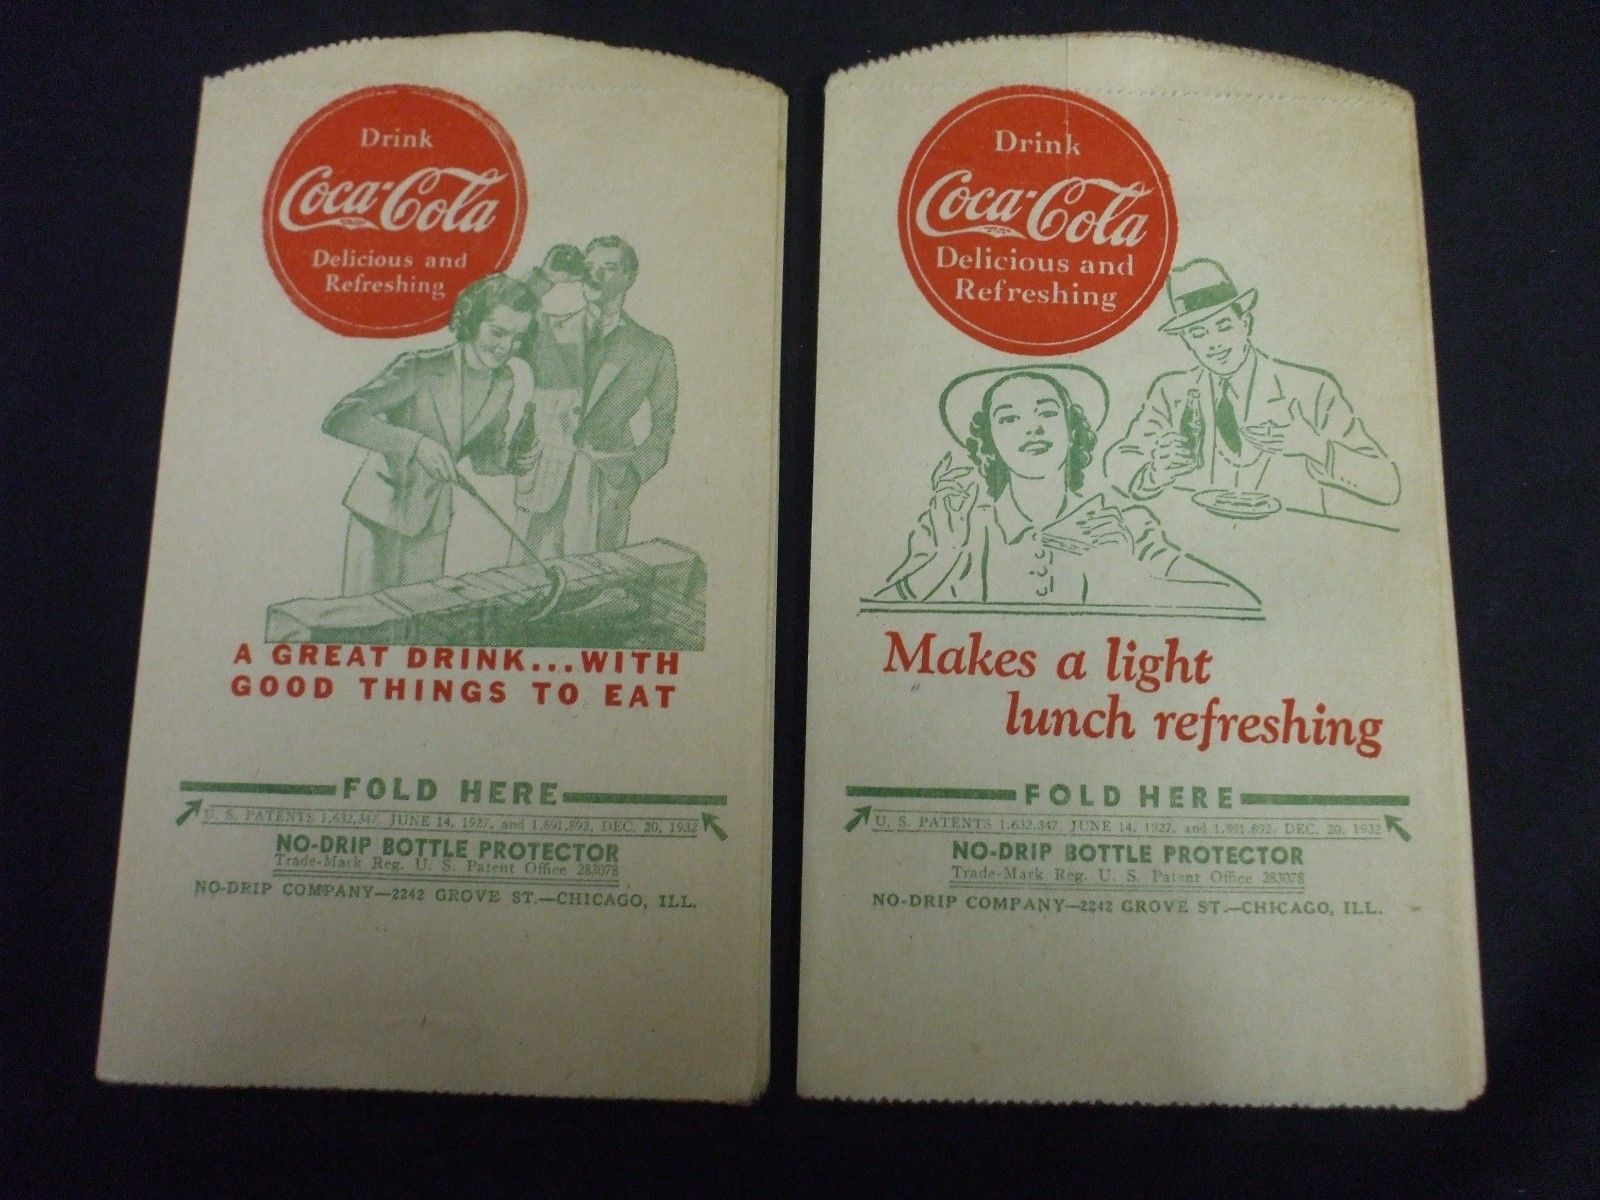 Drink
Coca-Cola
Delicious and
Refreshing
A GREAT DRINK...WITH
GOOD THINGS TO EAT
FOLD HERE
U. S. PATENTS 1,632,347, JUNE 14, 1927, and 1,891,892, DEC. 20, 1932
NO-DRIP BOTTLE PROTECTOR
Trade-Mark Reg. U. S. Patent Office 283078
NO-DRIP COMPANY—2242 GROVE ST.—CHICAGO, ILL.
Drink
Coca-Cola
Delicious and
Refreshing
Makes a light
lunch refreshing
FOLD HERE
U. S. PATENTS 1,632,347, JUNE 14, 1927, and 1,891,892, DEC. 20, 1932
NO-DRIP BOTTLE PROTECTOR
Trade-Mark Reg. U. S. Patent Office 283078
NO-DRIP COMPANY—2242 GROVE ST.—CHICAGO, ILL.